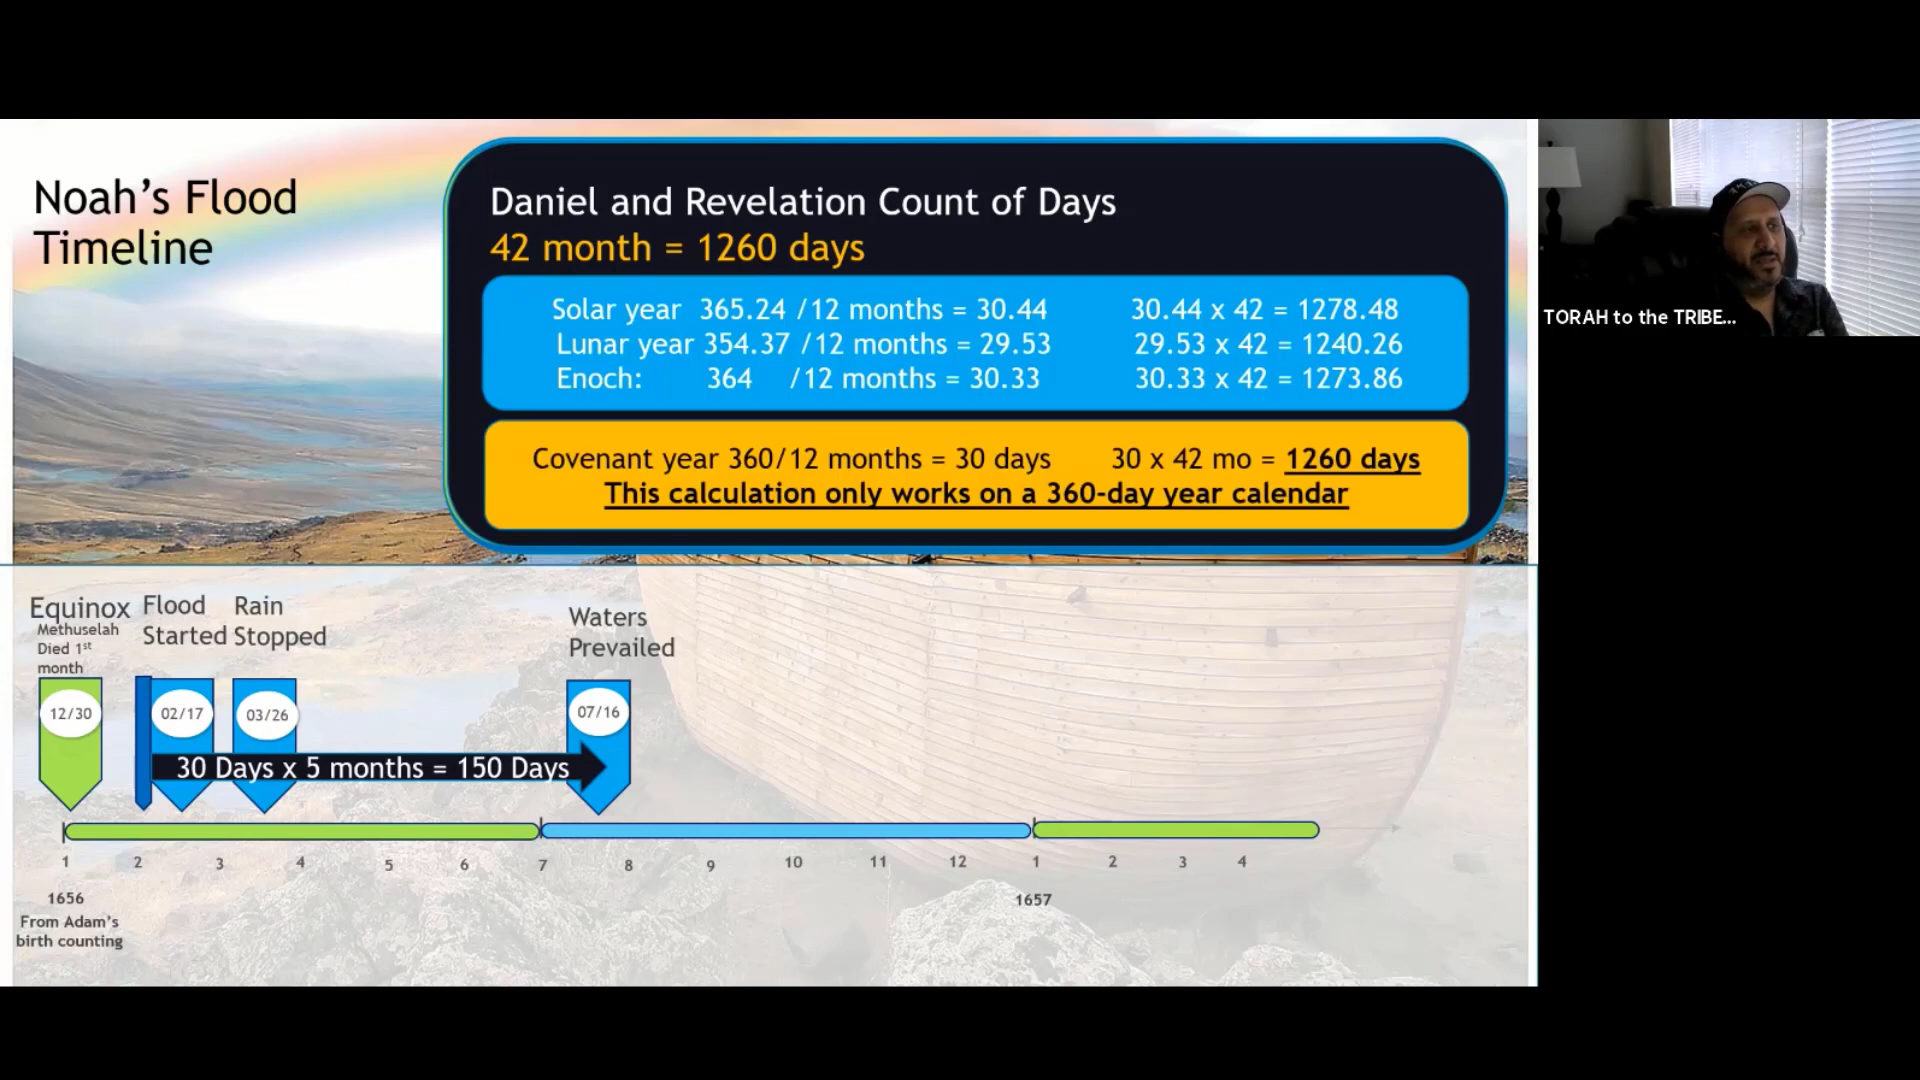 Noah's Flood
Timeline
Daniel and Revelation Count of Days
42 month = 1260 days
Solar year 365.24 /12 months = 30.44 30.44 x 42 = 1278.48
Lunar year 354.37 /12 months = 29.53 29.53 x 42 = 1240.26
Enoch: 364 /12 months = 30.33 30.33 x 42 = 1273.86
Covenant year 360/12 months = 30 days 30 x 42 mo = 1260 days
This calculation only works on a 360-day year calendar
TORAH to the TRIBE...
Equinox
Methuselah
Died 1st
month
Flood
Started
Rain
Stopped
Waters
Prevailed
12/30
02/17
03/26
07/16
30 Days x 5 months = 150 Days
1 2 3 4 5 6 7 8 9 10 11 12 1 2 3 4
1656
1657
From Adam's
birth counting